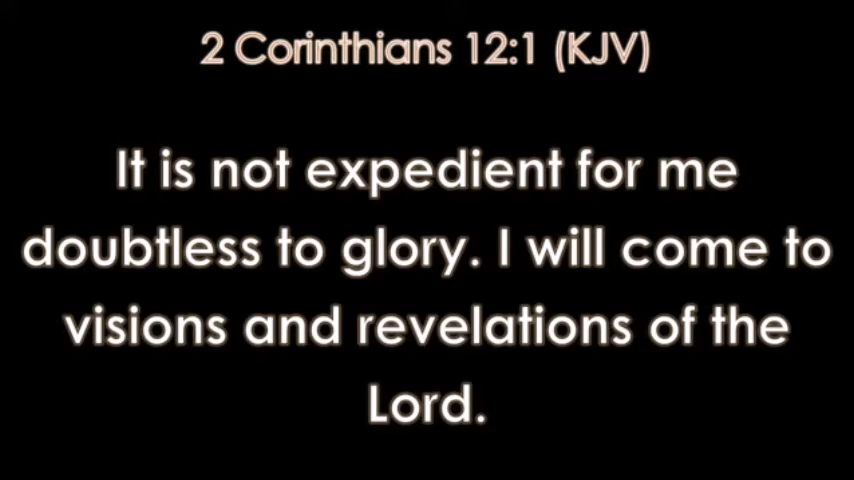 2 Corinthians 12:1 (KJV)
It is not expedient for me
doubtless to glory. I will come to
visions and revelations of the
Lord.